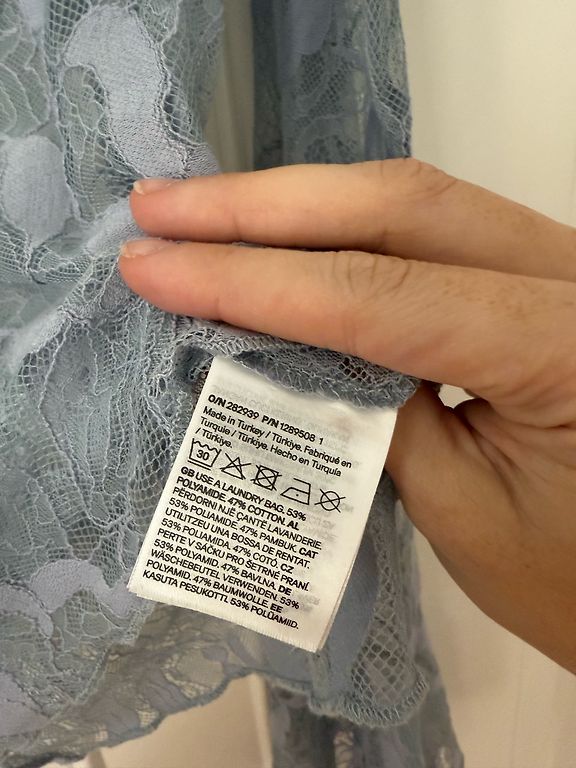 O/N 282939 P/N 1289508 1
Made in Turkey / Türkiye. Fabriqué en
Turquie / Türkiye. Hecho en Turquía
/ Türkiye.
30
GB USE A LAUNDRY BAG. 53%
POLYAMIDE. 47% COTTON. AL
PËRDORNI NJË ÇANTË LAVANDERIE
53% POLIAMIDE 47% PAMBUK. CAT
UTILITZEU UNA BOSSA DE RENTAT.
53% POLIAMIDA. 47% COTÓ. CZ
PERTE V SÁČKU PRO ŠETRNÉ PRANÍ
53% POLYAMID. 47% BAVLNA. DE
WÄSCHEBEUTEL VERWENDEN. 53%
POLYAMID. 47% BAUMWOLLE. EE
KASUTA PESUKOTTI. 53% POLÜAMIID.